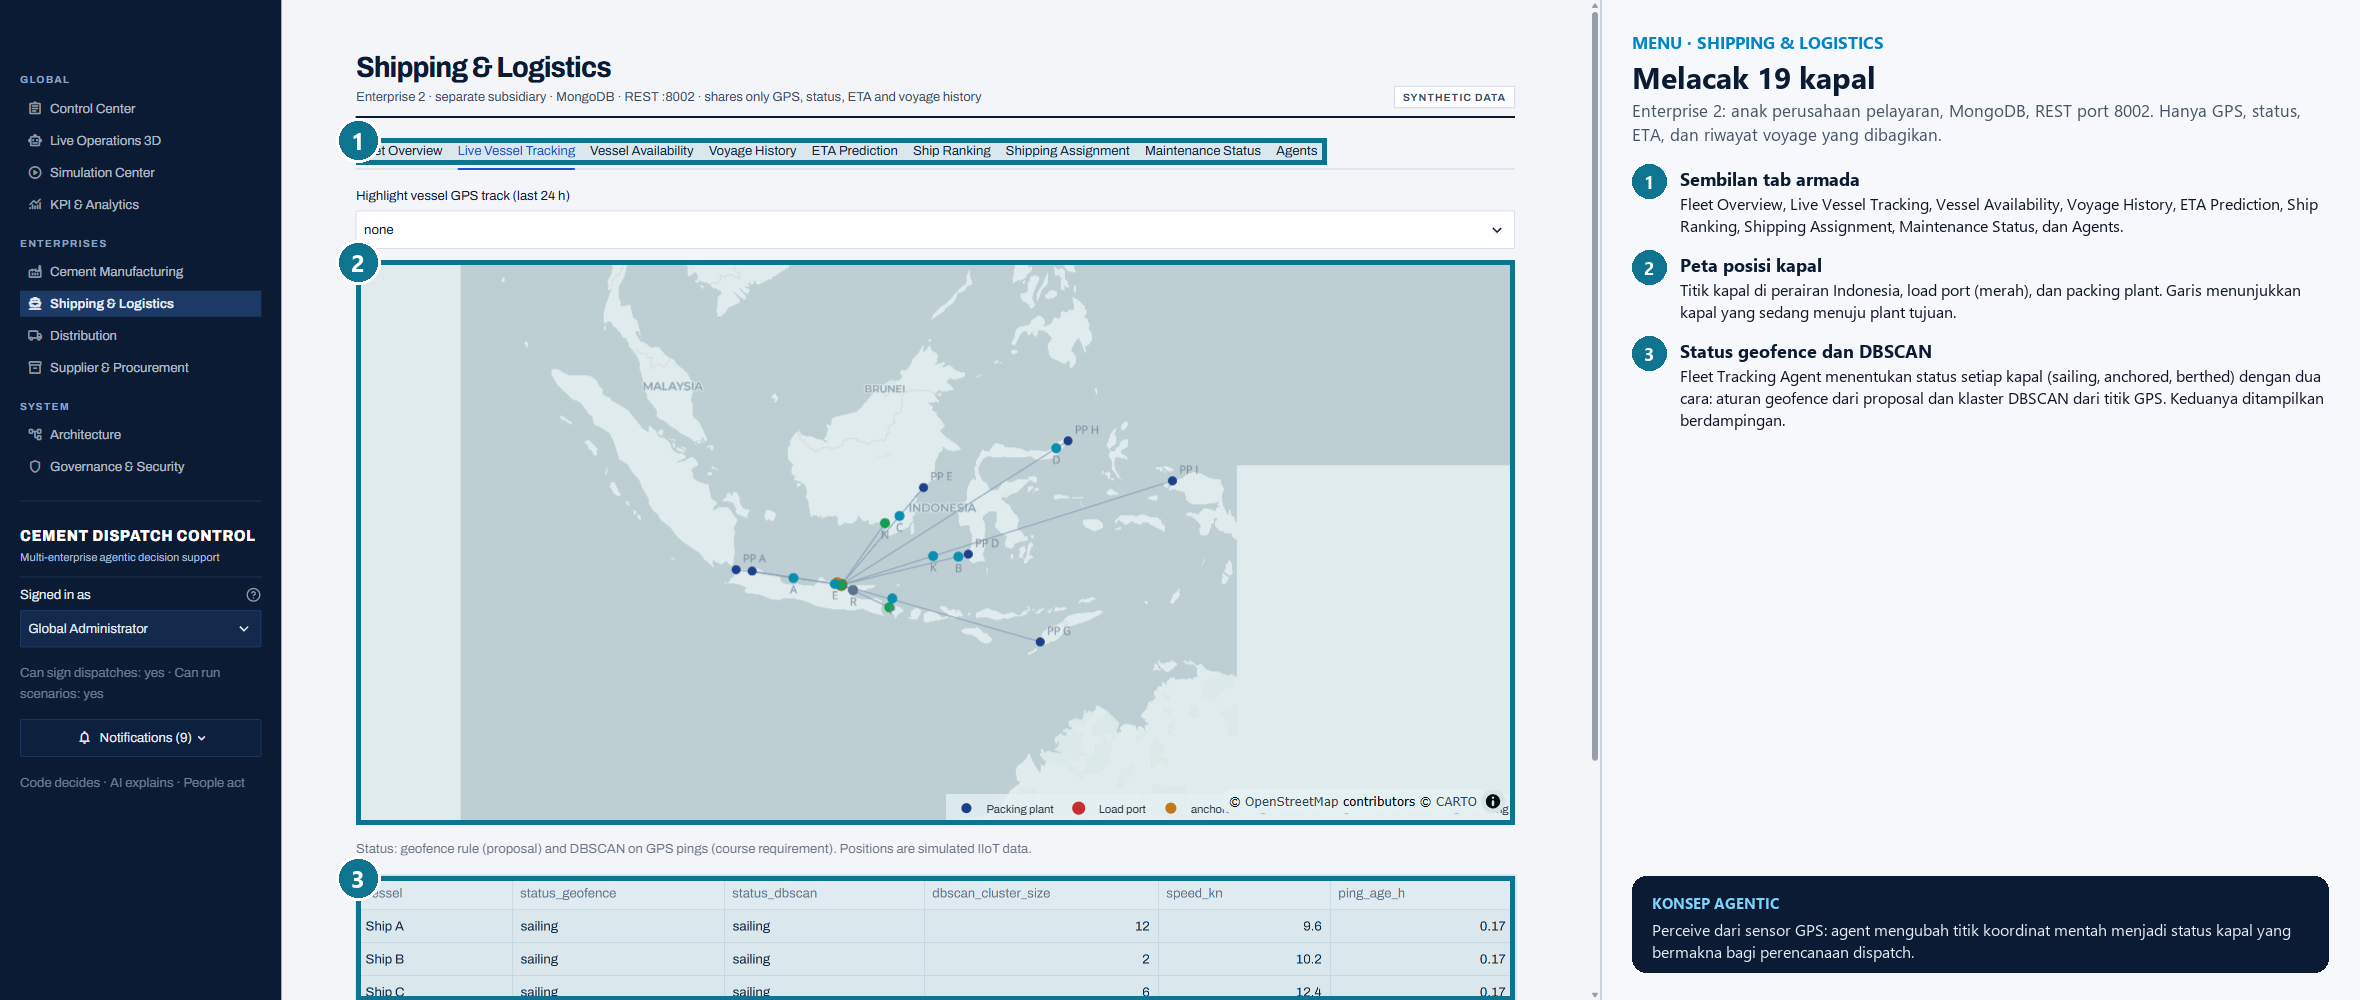 GLOBAL
Control Center
Live Operations 3D
Simulation Center
KPI & Analytics
ENTERPRISES
Cement Manufacturing
Shipping & Logistics
Distribution
Supplier & Procurement
SYSTEM
Architecture
Governance & Security
CEMENT DISPATCH CONTROL
Multi-enterprise agentic decision support
Signed in as
Global Administrator
Can sign dispatches: yes · Can run
scenarios: yes
Notifications (9)
Code decides · AI explains · People act
Shipping & Logistics
Enterprise 2 · separate subsidiary · MongoDB · REST :8002 · shares only GPS, status, ETA and voyage history
SYNTHETIC DATA
1
et Overview Live Vessel Tracking Vessel Availability Voyage History ETA Prediction Ship Ranking Shipping Assignment Maintenance Status Agents
Highlight vessel GPS track (last 24 h)
none
2
MALAYSIA
BRUNEI
PP H
D
PP I
PP E
INDONESIA
C
N
PP D
K
B
PP A
A
E
R
PP G
Packing plant Load port anchor
© OpenStreetMap contributors © CARTO
Status: geofence rule (proposal) and DBSCAN on GPS pings (course requirement). Positions are simulated IIoT data.
3
essel status_geofence status_dbscan dbscan_cluster_size speed_kn ping_age_h
Ship A sailing sailing 12 9.6 0.17
Ship B sailing sailing 2 10.2 0.17
Ship C sailing sailing 6 12.4 0.17
MENU · SHIPPING & LOGISTICS
Melacak 19 kapal
Enterprise 2: anak perusahaan pelayaran, MongoDB, REST port 8002. Hanya GPS, status,
ETA, dan riwayat voyage yang dibagikan.
1
Sembilan tab armada
Fleet Overview, Live Vessel Tracking, Vessel Availability, Voyage History, ETA Prediction, Ship
Ranking, Shipping Assignment, Maintenance Status, dan Agents.
2
Peta posisi kapal
Titik kapal di perairan Indonesia, load port (merah), dan packing plant. Garis menunjukkan
kapal yang sedang menuju plant tujuan.
3
Status geofence dan DBSCAN
Fleet Tracking Agent menentukan status setiap kapal (sailing, anchored, berthed) dengan dua
cara: aturan geofence dari proposal dan klaster DBSCAN dari titik GPS. Keduanya ditampilkan
berdampingan.
KONSEP AGENTIC
Perceive dari sensor GPS: agent mengubah titik koordinat mentah menjadi status kapal yang
bermakna bagi perencanaan dispatch.